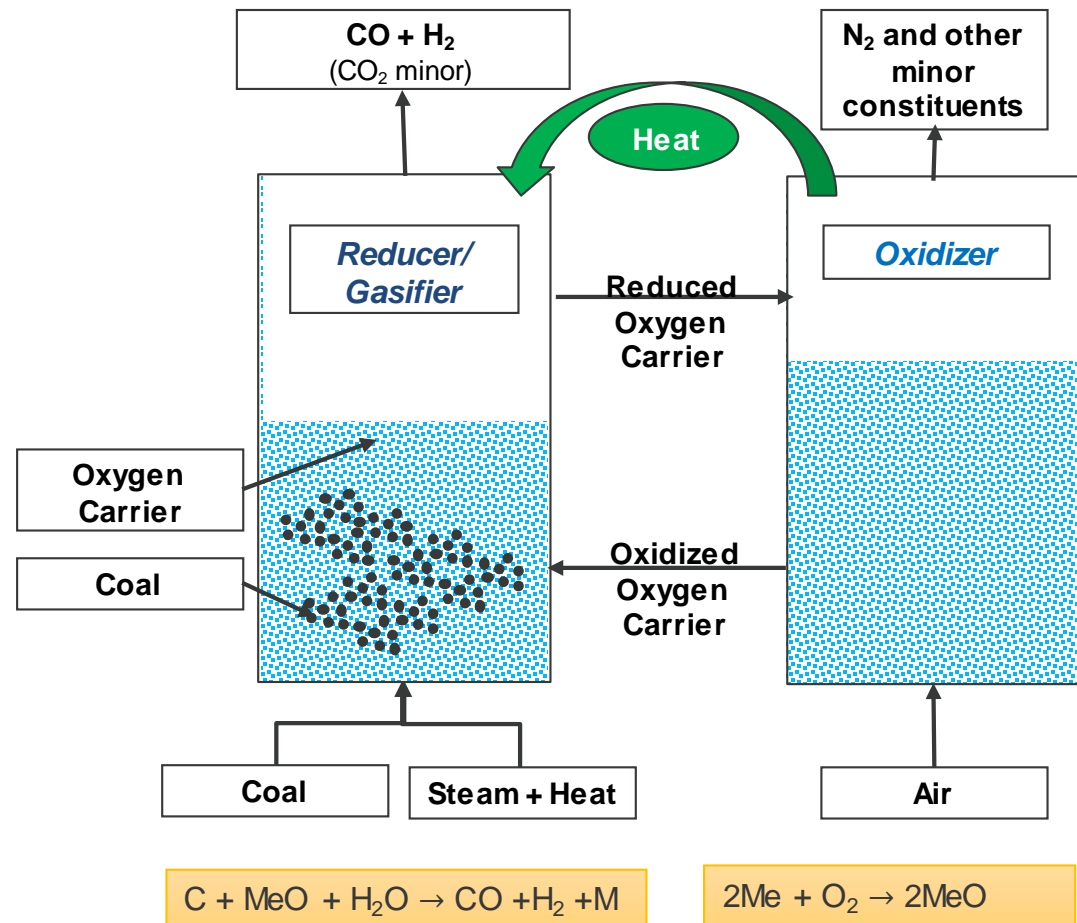 CO + H₂
(CO₂ minor)
N₂ and other
minor
constituents
Heat
Reducer/
Gasifier
Oxidizer
Reduced
Oxygen
Carrier
Oxygen
Carrier
Coal
Oxidized
Oxygen
Carrier
Coal
Steam + Heat
Air
C + MeO + H₂O → CO +H₂ +M
2Me + O₂ → 2MeO